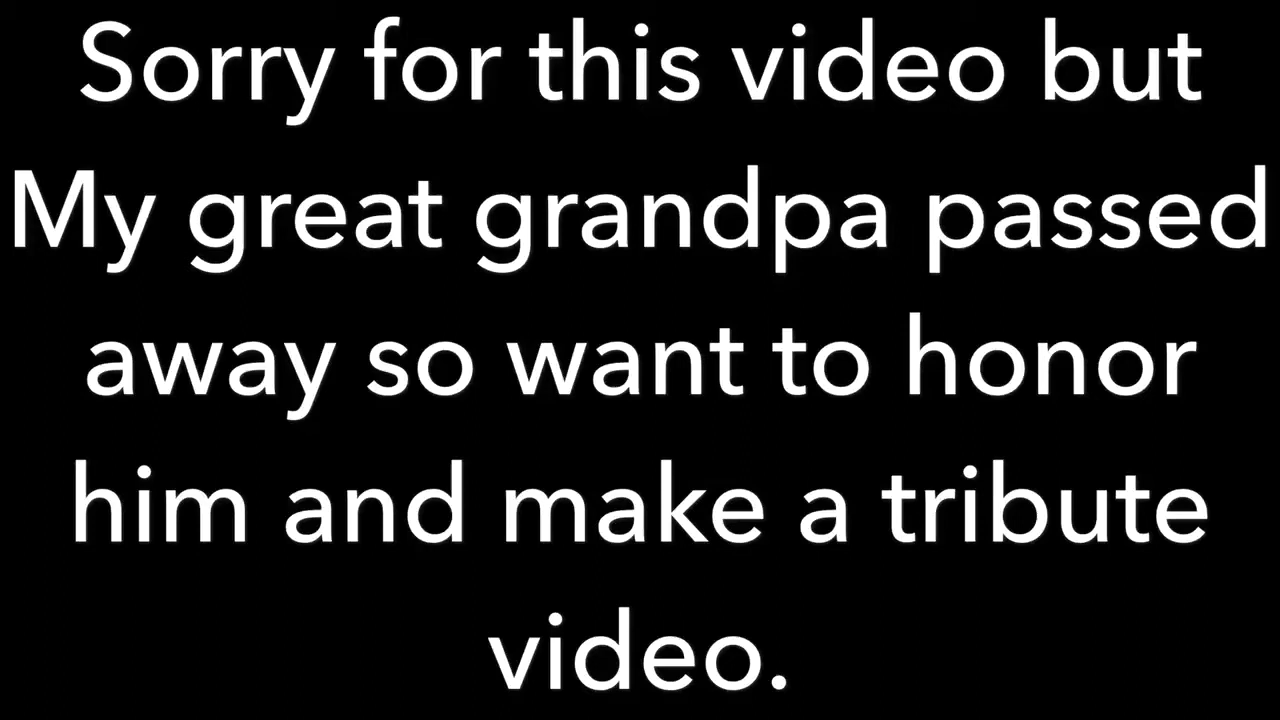 Sorry for this video but
My great grandpa passed
away so want to honor
him and make a tribute
video.